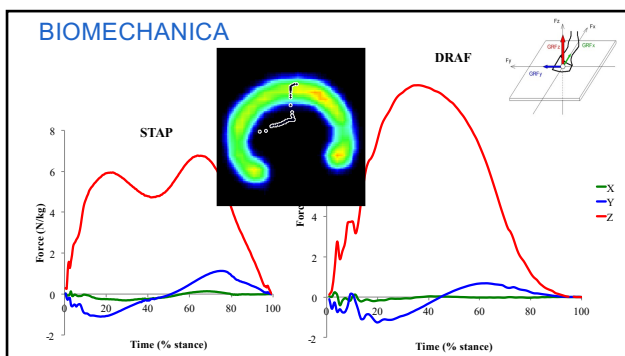 BIOMECHANICA
STAP
DRAF
Fz
Fx
Fy
GRFz
GRFx
GRFy
8
6
4
2
0
-2
Force (N/kg)
0 20 40 60 80 100
Time (% stance)
4
2
0
-2
0 20 40 60 80 100
Time (% stance)
X
Y
Z